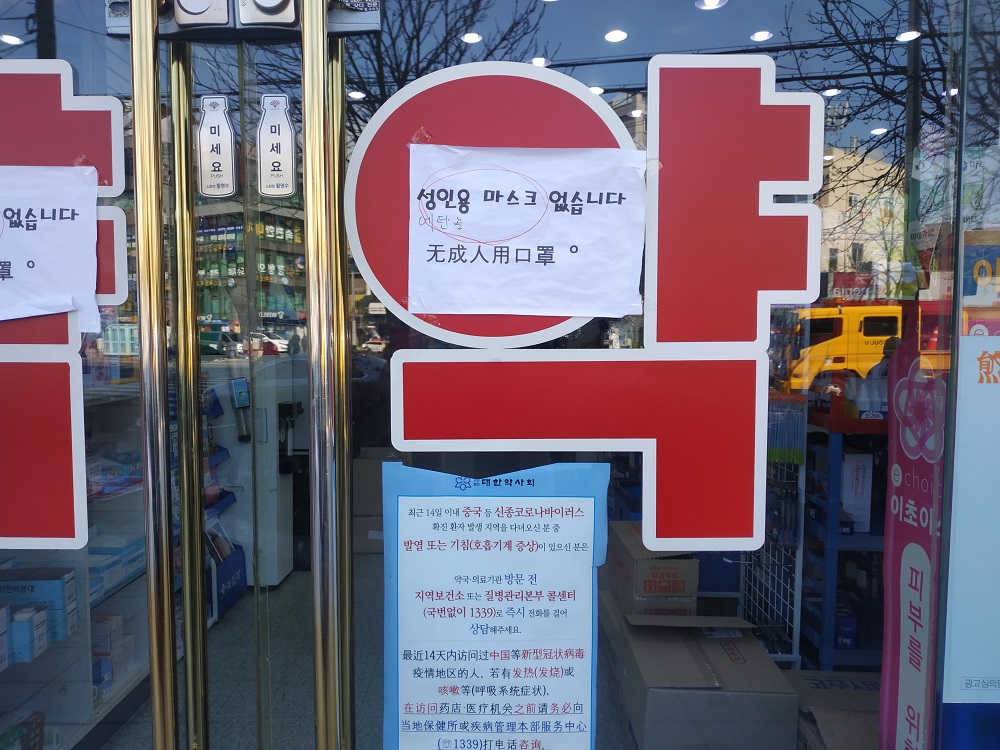 미세요
PUSH
미세요
PUSH
약
없습니다
罩。
성인용 마스크 없습니다
无成人用口罩。
대한약사회
최근 14일 이내 중국 등 신종코로나바이러스
확진 환자 발생 지역을 다녀오신 분 중
발열 또는 기침(호흡기계 증상)이 있으신 분은
약국·의료기관 방문 전
지역보건소 또는 질병관리본부 콜센터
(국번없이 1339)로 즉시 전화를 걸어
상담해주세요.
最近14天内访问过中国等新型冠状病毒
疫情地区的人，若有发热(发烧)或
咳嗽等(呼吸系统症状),
在访问药店·医疗机关之前请务必向
当地保健所或疾病管理本部服务中心
(☏1339)打电话咨询.
e choi
이초이
피부를
광고심의필